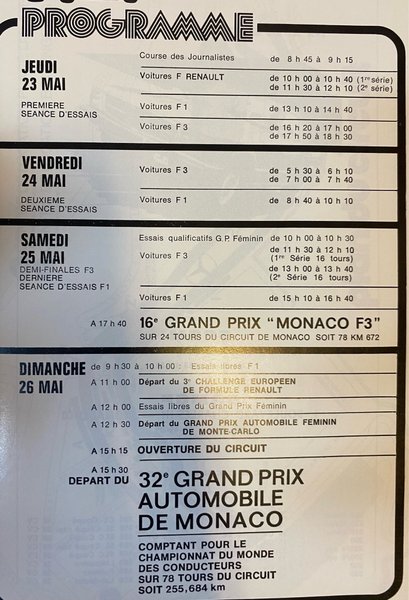 PROGRAMME
JEUDI
23 MAI
PREMIERE
SEANCE D'ESSAIS
Course des Journalistes de 8 h 45 à 9 h 15
Voitures F RENAULT de 10 h 00 à 10 h 40 (1re série)
de 11 h 30 à 12 h 10 (2e série)
Voitures F 1 de 13 h 10 à 14 h 40
Voitures F 3 de 16 h 20 à 17 h 00
de 17 h 50 à 18 h 30
VENDREDI
24 MAI
DEUXIEME
SEANCE D'ESSAIS
Voitures F 3 de 5 h 30 à 6 h 10
de 7 h 00 à 7 h 40
Voitures F 1 de 8 h 40 à 10 h 10
SAMEDI
25 MAI
DEMI-FINALES F3
DERNIERE
SEANCE D'ESSAIS F1
Essais qualificatifs G.P. Féminin de 10 h 00 à 10 h 30
Voitures F 3 de 11 h 30 à 12 h 10
(1re Série 16 tours)
de 13 h 00 à 13 h 40
(2e Série 16 tours)
Voitures F 1 de 15 h 10 à 16 h 40
A 17 h 40 16e GRAND PRIX "MONACO F3"
SUR 24 TOURS DU CIRCUIT DE MONACO SOIT 78 KM 672
DIMANCHE
26 MAI
de 9 h 30 à 10 h 00 : Essais libres F 1
A 11 h 00 Départ du 3e CHALLENGE EUROPEEN
DE FORMULE RENAULT
A 12 h 00 Essais libres du Grand Prix Féminin
A 12 h 30 Départ du GRAND PRIX AUTOMOBILE FEMININ
DE MONTE-CARLO
A 15 h 15 OUVERTURE DU CIRCUIT
A 15 h 30
DEPART DU 32e GRAND PRIX
AUTOMOBILE
DE MONACO
COMPTANT POUR LE
CHAMPIONNAT DU MONDE
DES CONDUCTEURS
SUR 78 TOURS DU CIRCUIT
SOIT 255,684 km